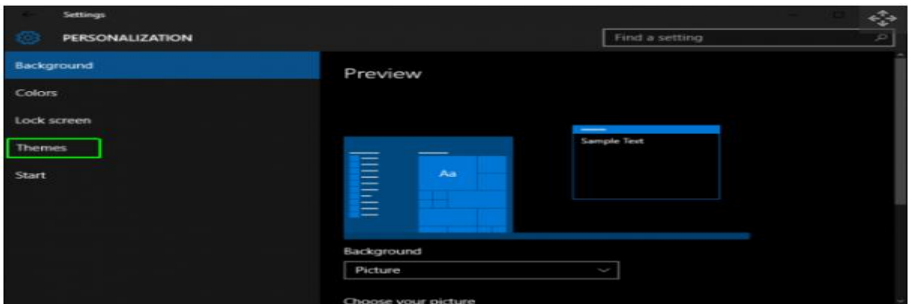 Settings
PERSONALIZATION
Find a setting
Background
Colors
Lock screen
Themes
Start
Preview
Aa
Sample Text
Background
Picture
Choose your picture